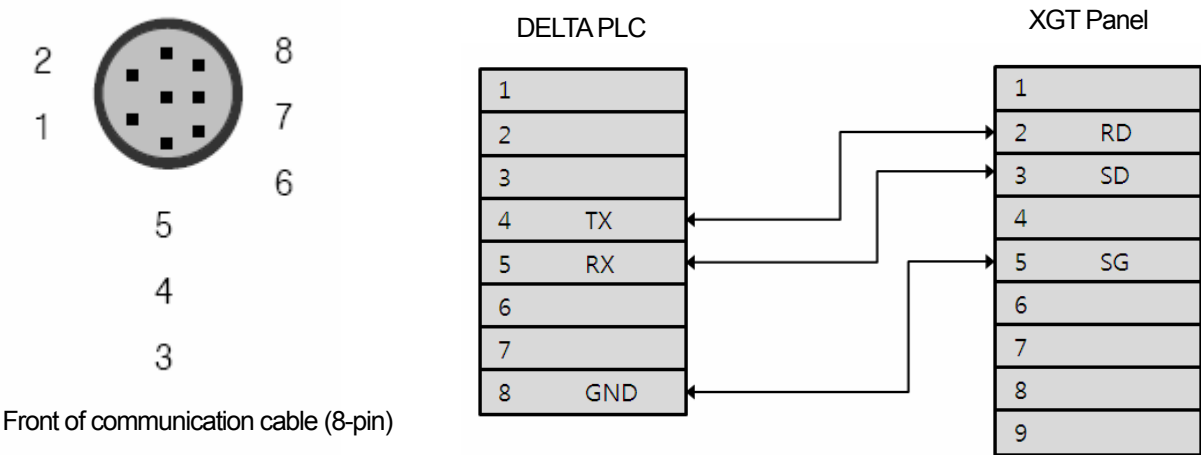 2
1
8
7
6
5
4
3
Front of communication cable (8-pin)
DELTA PLC
1
2
3
4 TX
5 RX
6
7
8 GND
XGT Panel
1
2 RD
3 SD
4
5 SG
6
7
8
9